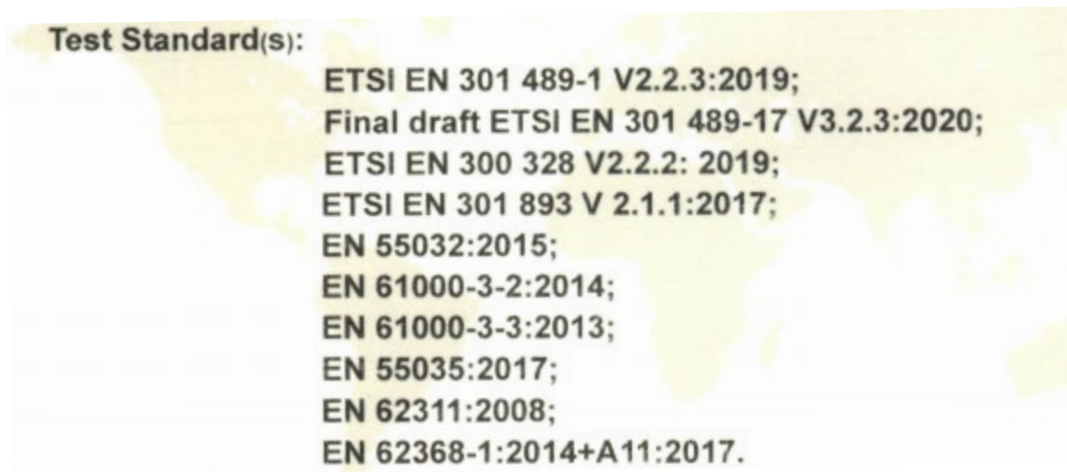 Test Standard(s):
ETSI EN 301 489-1 V2.2.3:2019;
Final draft ETSI EN 301 489-17 V3.2.3:2020;
ETSI EN 300 328 V2.2.2: 2019;
ETSI EN 301 893 V 2.1.1:2017;
EN 55032:2015;
EN 61000-3-2:2014;
EN 61000-3-3:2013;
EN 55035:2017;
EN 62311:2008;
EN 62368-1:2014+A11:2017.